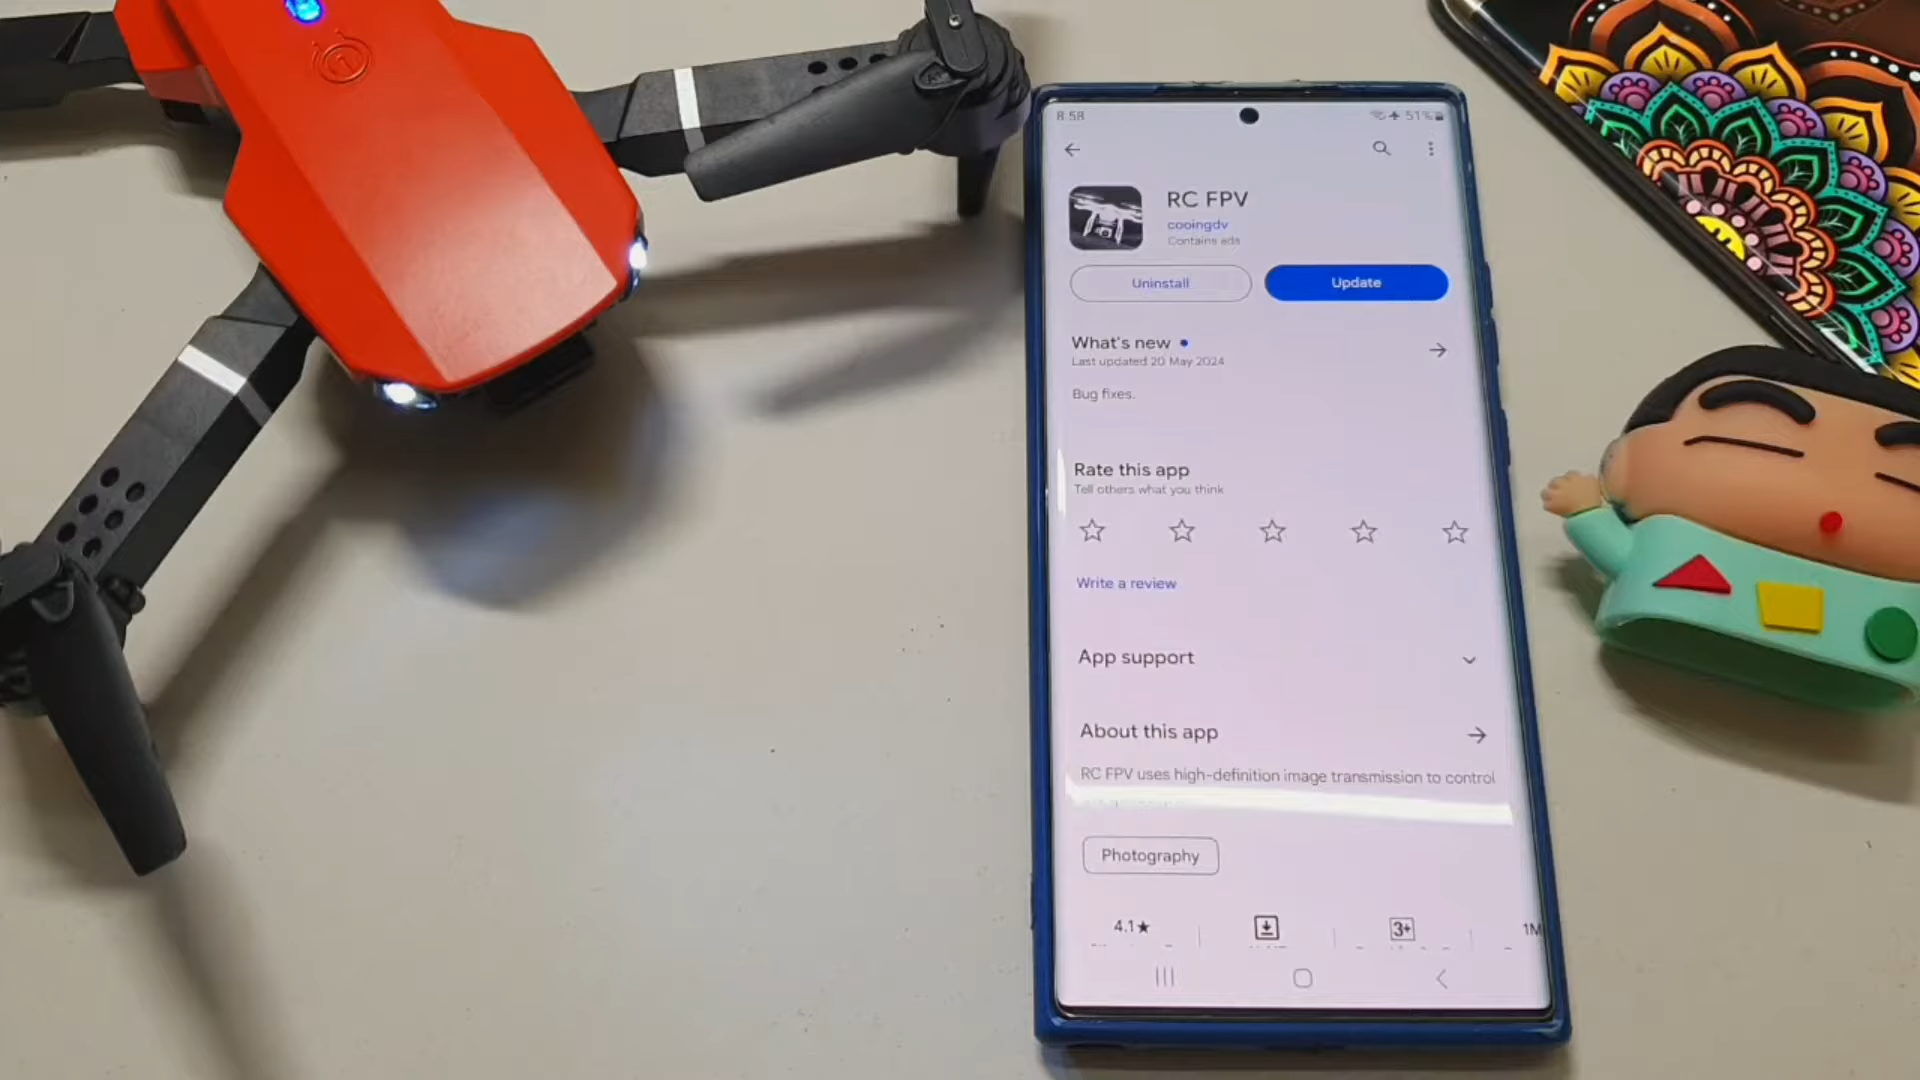 8:58
51%
RC FPV
cooingdv
Contains ads
Uninstall
Update
What's new
Last updated 20 May 2024
Bug fixes.
Rate this app
Tell others what you think
Write a review
App support
About this app
RC FPV uses high-definition image transmission to control
Photography
4.1★
3+
1M